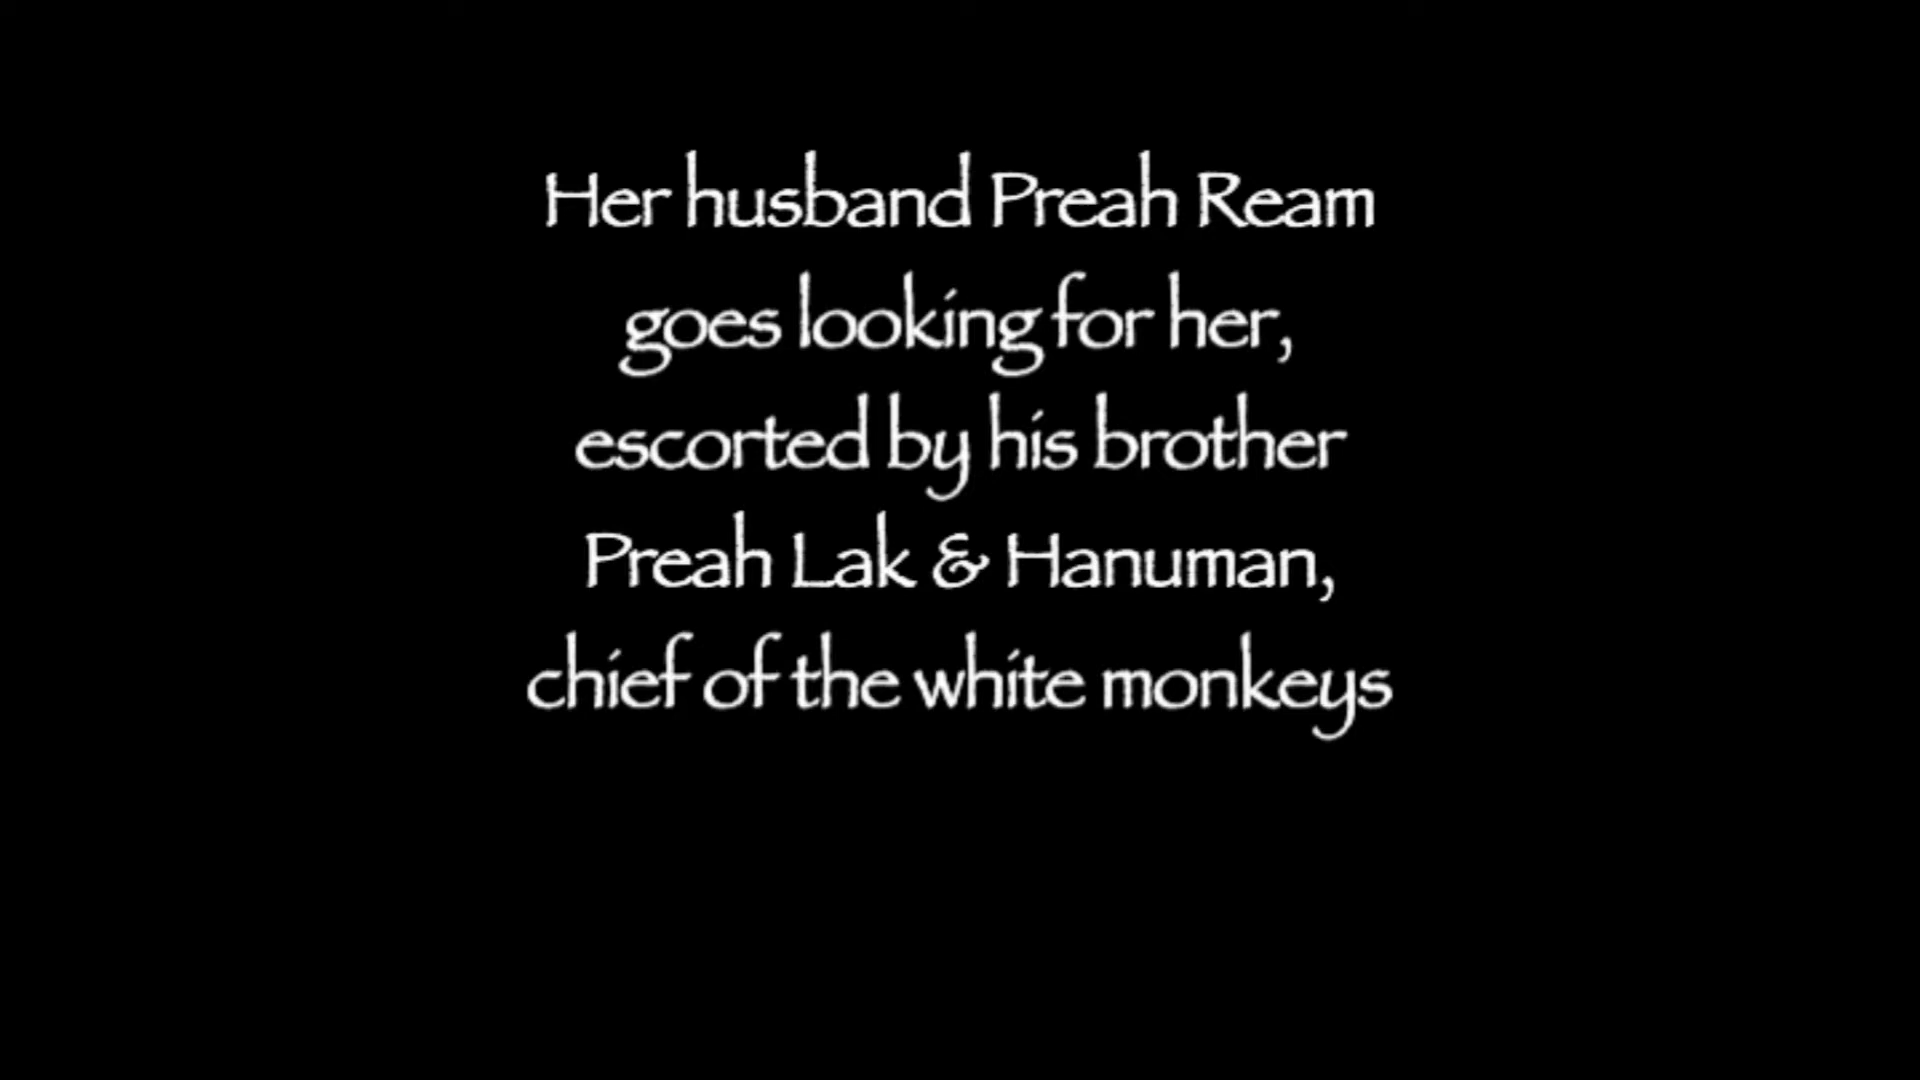 Her husband Preah Ream
goes looking for her,
escorted by his brother
Preah Lak & Hanuman,
chief of the white monkeys